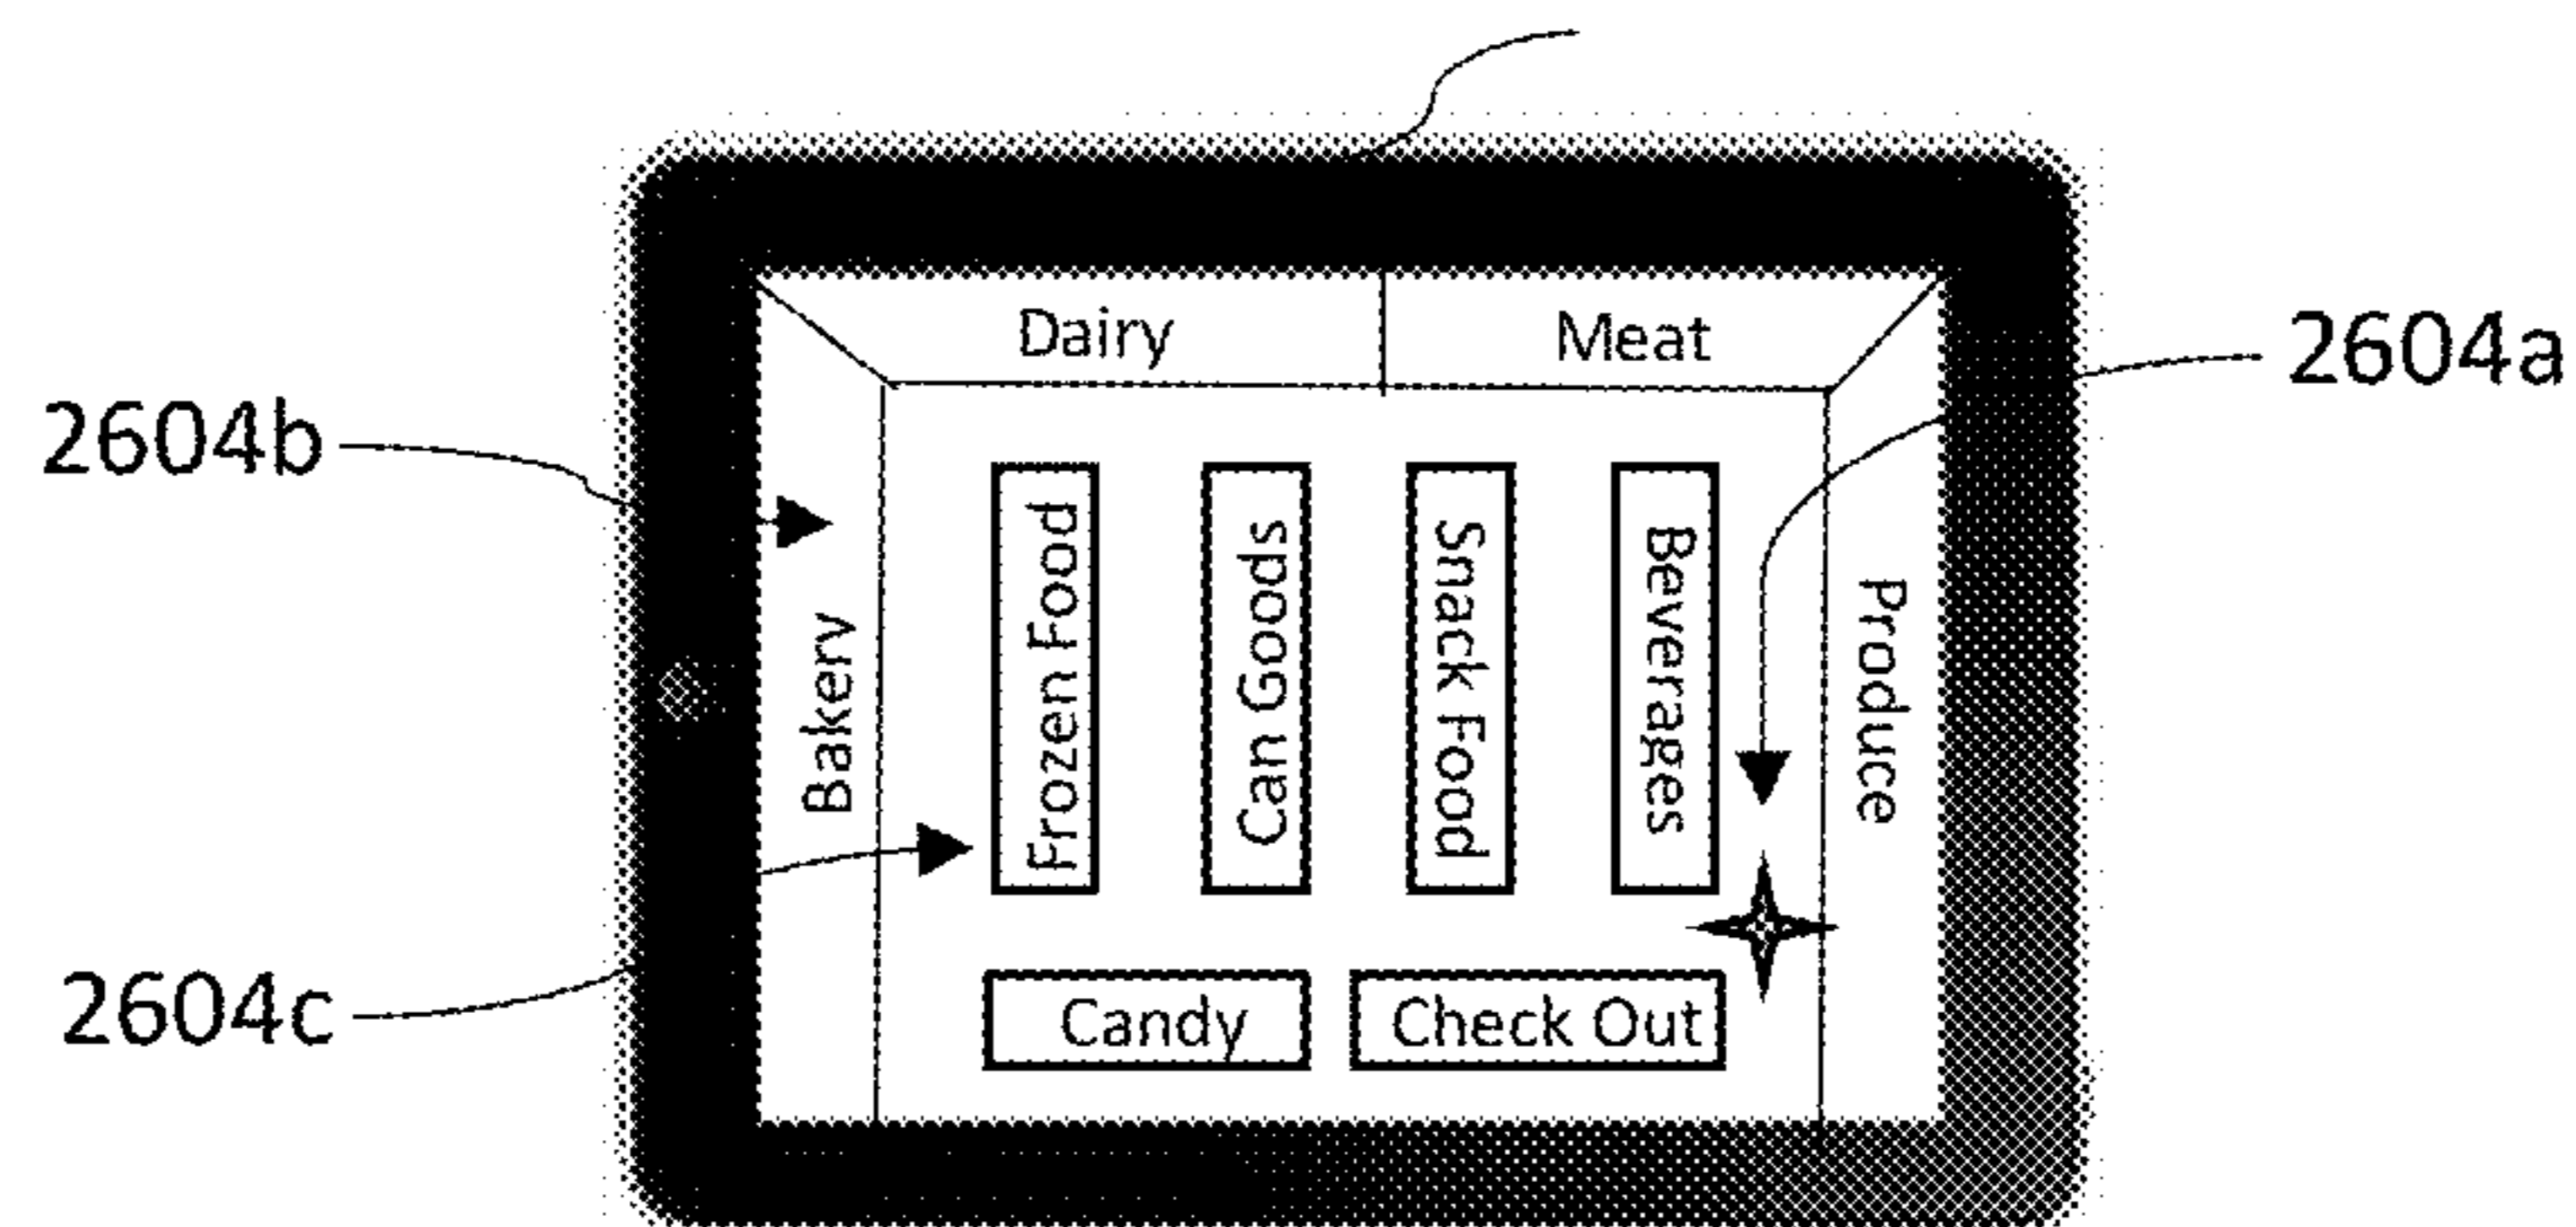 Dairy
Meat
2604a
2604b
Frozen Food
Can Goods
Snack Food
Beverages
Produce
Bakery
2604c
Candy
Check Out